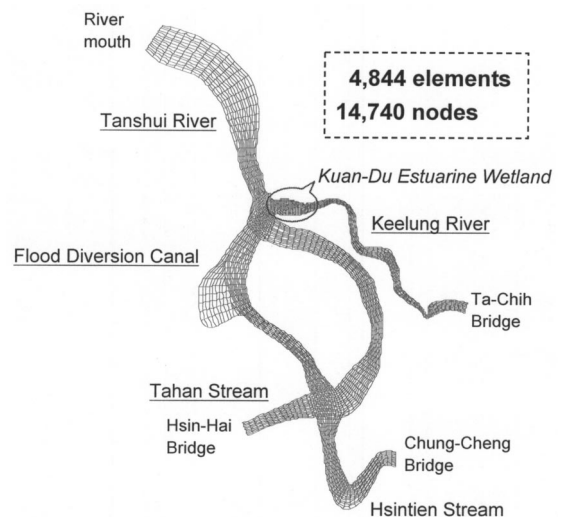 River
mouth
4,844 elements
14,740 nodes
Tanshui River
Kuan-Du Estuarine Wetland
Keelung River
Flood Diversion Canal
Ta-Chih
Bridge
Tahan Stream
Hsin-Hai
Bridge
Chung-Cheng
Bridge
Hsintien Stream